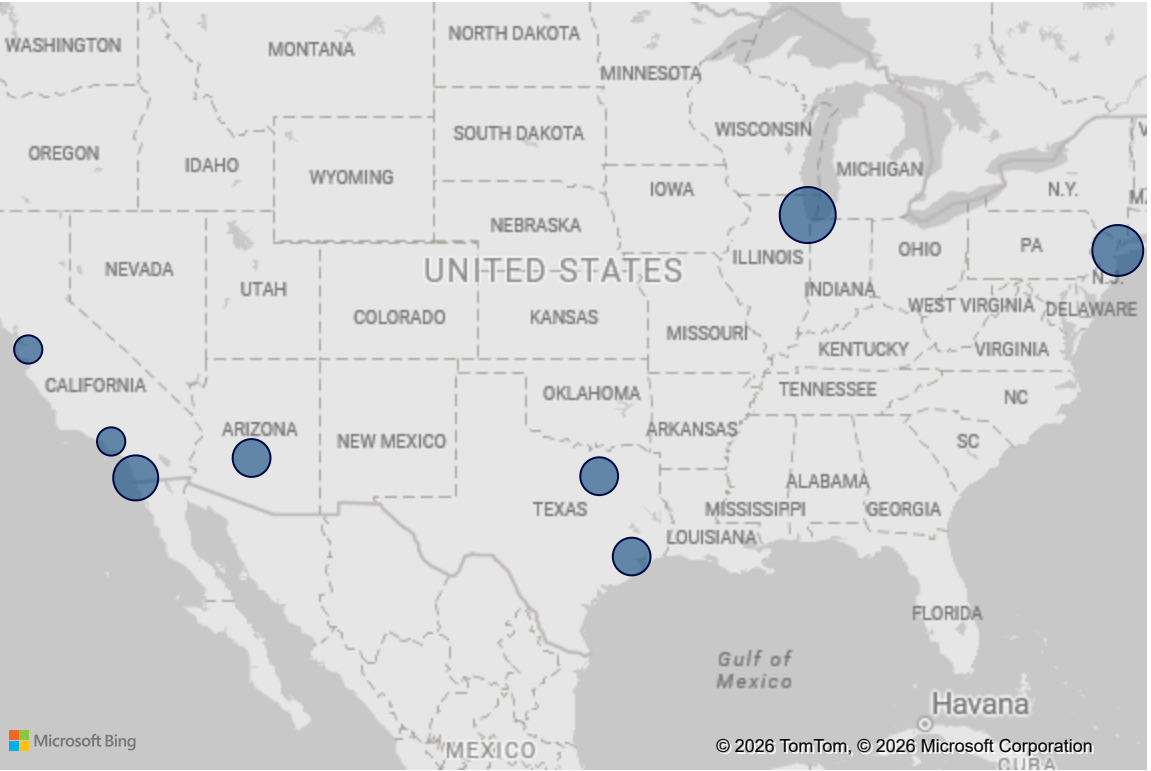 WASHINGTON
MONTANA
NORTH DAKOTA
MINNESOTA
OREGON
IDAHO
WYOMING
SOUTH DAKOTA
WISCONSIN
MICHIGAN
IOWA
N.Y.
NEBRASKA
NEVADA
UTAH
UNITED STATES
ILLINOIS
OHIO
PA
N.J.
COLORADO
KANSAS
INDIANA
WEST VIRGINIA
DELAWARE
MISSOURI
KENTUCKY
VIRGINIA
CALIFORNIA
OKLAHOMA
TENNESSEE
NC
ARIZONA
NEW MEXICO
ARKANSAS
SC
TEXAS
ALABAMA
MISSISSIPPI
GEORGIA
LOUISIANA
FLORIDA
Gulf of
Mexico
Havana
Microsoft Bing
MEXICO
© 2026 TomTom, © 2026 Microsoft Corporation
CUBA